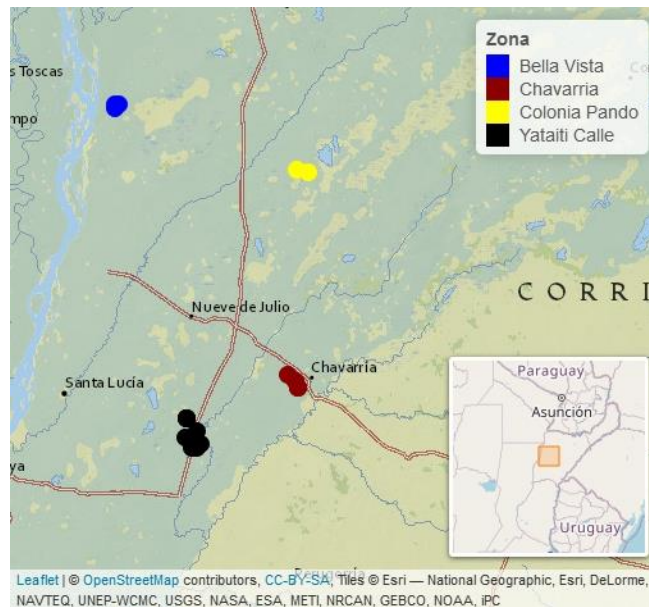 s Toscas
mpo
Zona
Bella Vista
Chavarria
Colonia Pando
Yataiti Calle
CORRI
Nueve de Julio
Chavarría
Santa Lucía
ya
Paraguay
Asunción
Uruguay
Leaflet | © OpenStreetMap contributors, CC-BY-SA, Tiles © Esri — National Geographic, Esri, DeLorme,
NAVTEQ, UNEP-WCMC, USGS, NASA, ESA, METI, NRCAN, GEBCO, NOAA, iPC